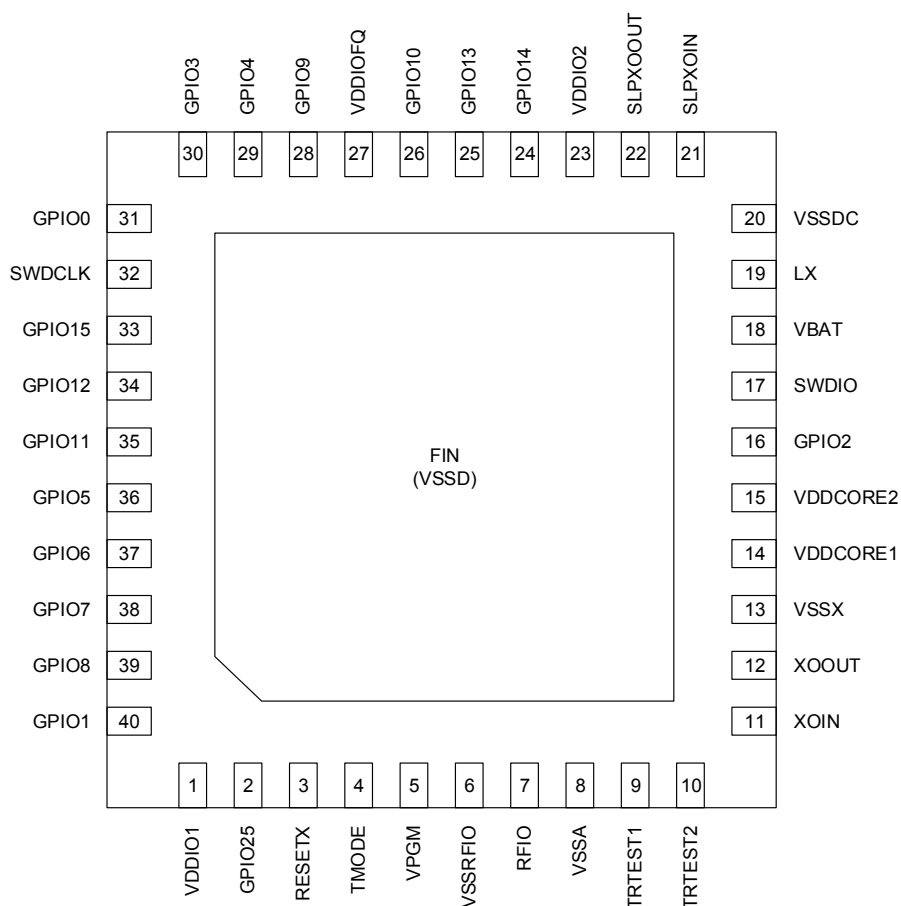 GPIO3 GPIO4 GPIO9 VDDIOFQ GPIO10 GPIO13 GPIO14 VDDIO2 SLPXOOUT SLPXOIN
30 29 28 27 26 25 24 23 22 21
GPIO0 31 20 VSSDC
SWDCLK 32 19 LX
GPIO15 33 18 VBAT
GPIO12 34 17 SWDIO
GPIO11 35 16 GPIO2
FIN
(VSSD)
GPIO5 36 15 VDDCORE2
GPIO6 37 14 VDDCORE1
GPIO7 38 13 VSSX
GPIO8 39 12 XOOUT
GPIO1 40 11 XOIN
1 2 3 4 5 6 7 8 9 10
VDDIO1 GPIO25 RESETX TMODE VPGM VSSRFIO RFIO VSSA TRTEST1 TRTEST2